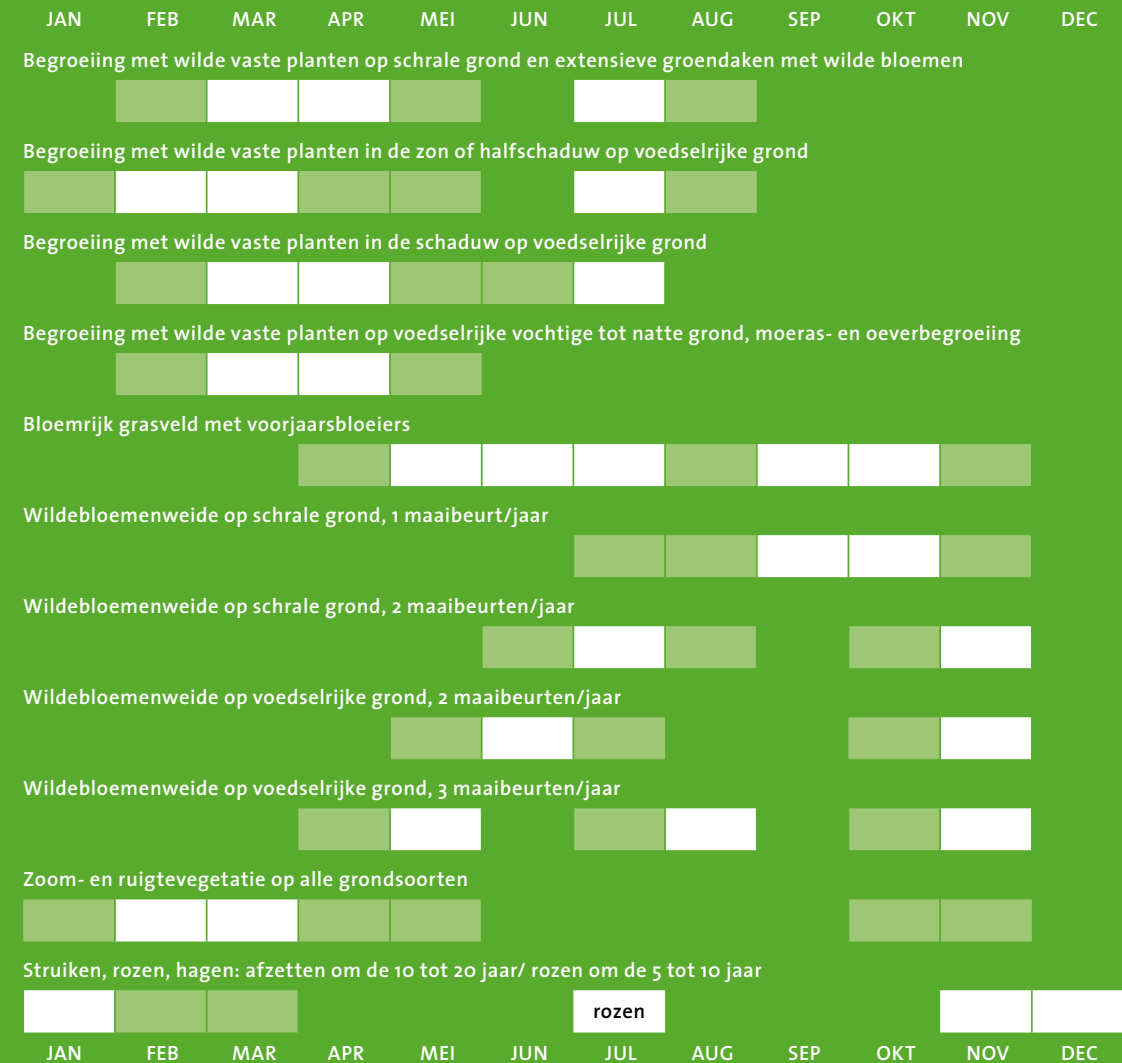 JAN FEB MAR APR MEI JUN JUL AUG SEP OKT NOV DEC
Begroeiing met wilde vaste planten op schrale grond en extensieve groendaken met wilde bloemen
Begroeiing met wilde vaste planten in de zon of halfschaduw op voedselrijke grond
Begroeiing met wilde vaste planten in de schaduw op voedselrijke grond
Begroeiing met wilde vaste planten op voedselrijke vochtige tot natte grond, moeras- en oeverbegroeiing
Bloemrijk grasveld met voorjaarsbloeiers
Wildebloemenweide op schrale grond, 1 maaibeurt/jaar
Wildebloemenweide op schrale grond, 2 maaibeurten/jaar
Wildebloemenweide op voedselrijke grond, 2 maaibeurten/jaar
Wildebloemenweide op voedselrijke grond, 3 maaibeurten/jaar
Zoom- en ruigtevegetatie op alle grondsoorten
Struiken, rozen, hagen: afzetten om de 10 tot 20 jaar/ rozen om de 5 tot 10 jaar
rozen
JAN FEB MAR APR MEI JUN JUL AUG SEP OKT NOV DEC